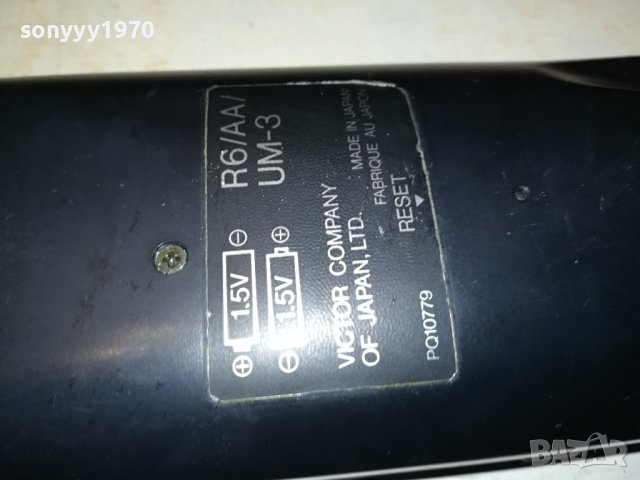 sonyyy1970
R6/AA/
UM-3
1.5V
1.5V
VICTOR COMPANY
OF JAPAN, LTD.
MADE IN JAPAN
FABRIQUE AU JAPON
RESET
PQ10779
BAZAR